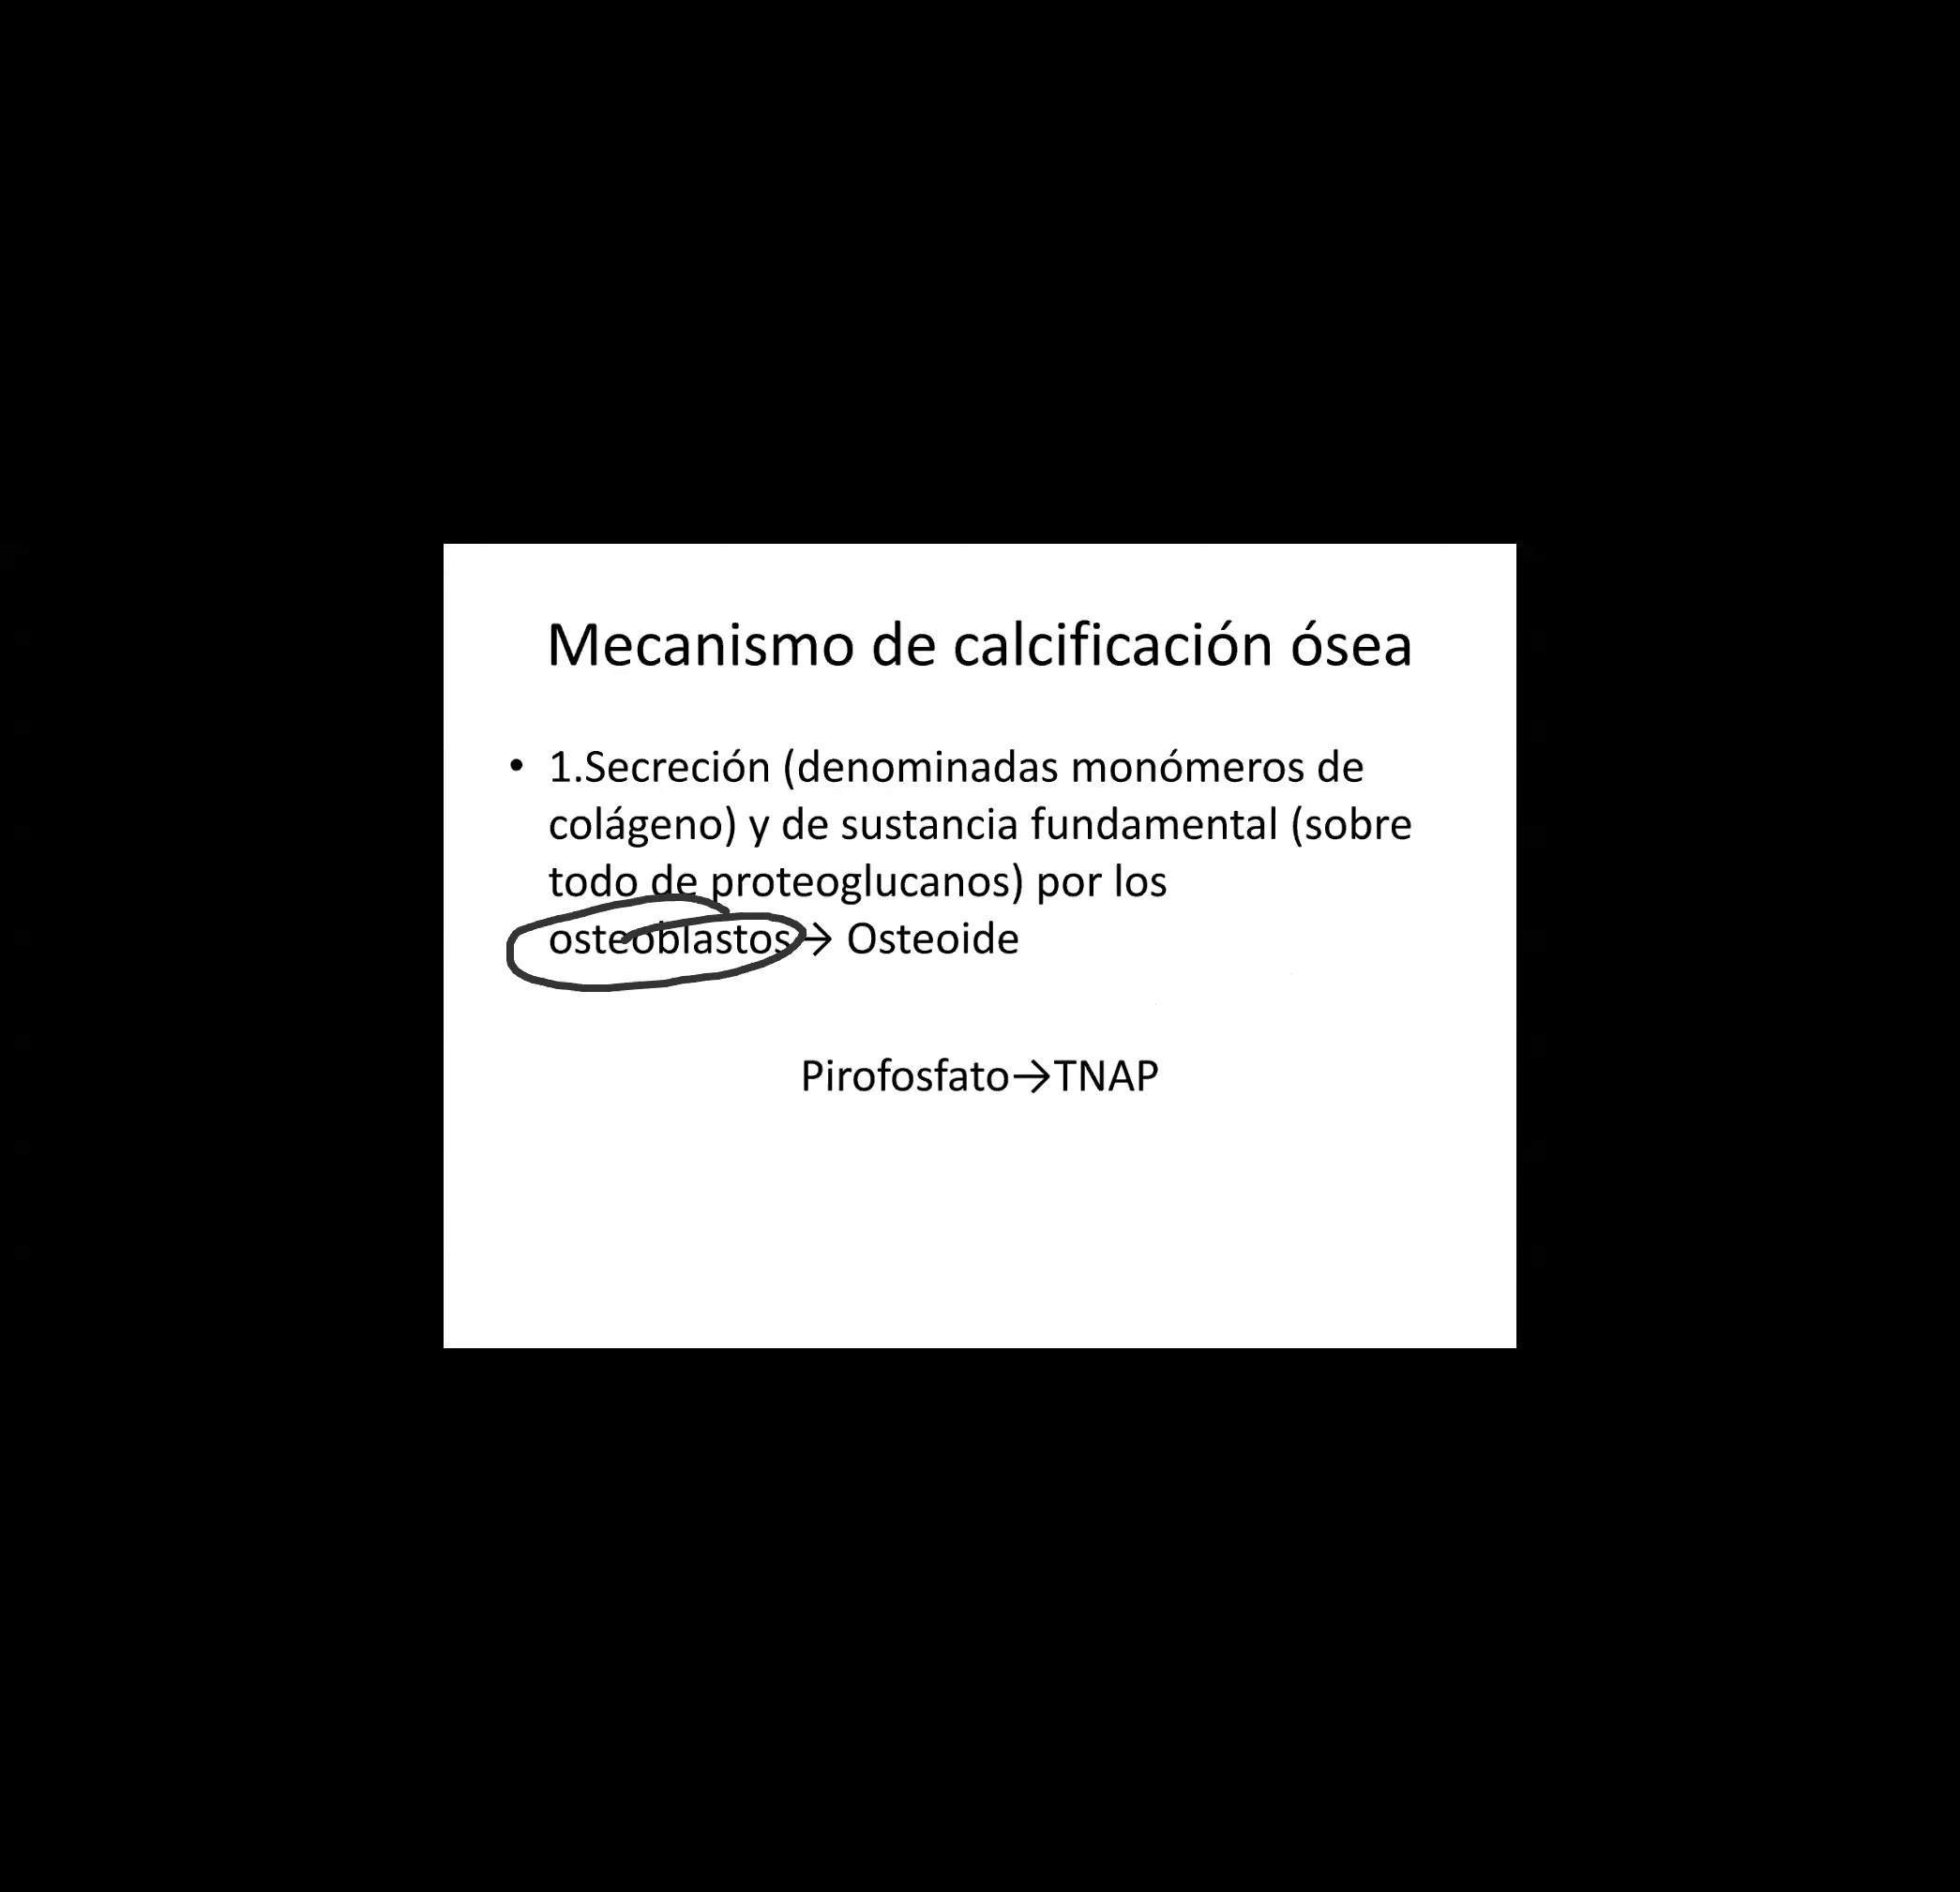 Mecanismo de calcificación ósea
• 1.Secreción (denominadas monómeros de
colágeno) y de sustancia fundamental (sobre
todo de proteoglucanos) por los
osteoblastos→ Osteoide
Pirofosfato→TNAP